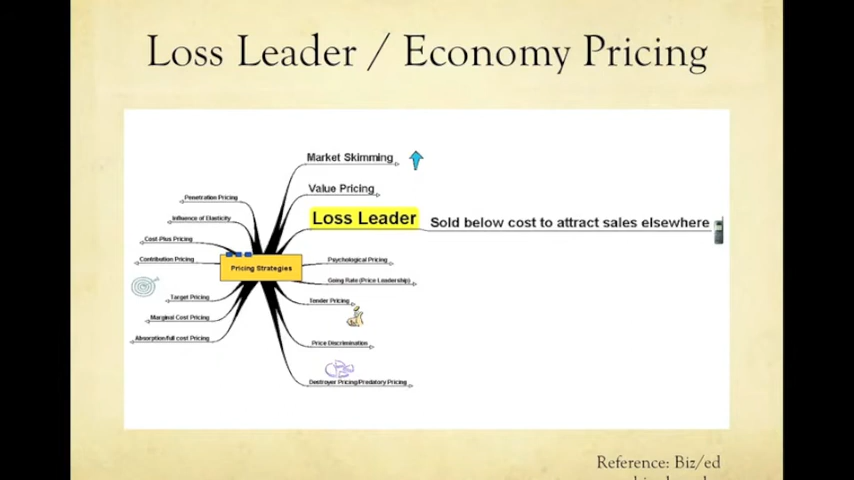 Loss Leader / Economy Pricing
Market Skimming
Value Pricing
Loss Leader
Sold below cost to attract sales elsewhere
Penetration Pricing
Influence of Elasticity
Cost-Plus Pricing
Contribution Pricing
Pricing Strategies
Psychological Pricing
Going Rate (Price Leadership)
Target Pricing
Tender Pricing
Marginal Cost Pricing
Absorption/full cost Pricing
Price Discrimination
Destroyer Pricing/Predatory Pricing
Reference: Biz/ed